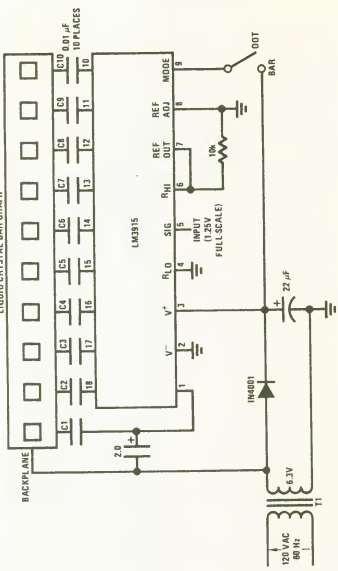 LIQUID CRYSTAL BAR GRAPH
BACKPLANE
C1
C2
C3
C4
C5
C6
C7
C8
C9
C10
0.01 μF
10 PLACES
2.0
+
1
18
17
16
15
14
13
12
11
10
LM3915
V−
V+
RLO
SIG
RHI
REF
OUT
REF
ADJ
MODE
2
3
4
5
6
7
8
9
INPUT
(1.25V
FULL SCALE)
10k
DOT
BAR
+
22 μF
IN4001
6.3V
T1
120 VAC
60 Hz